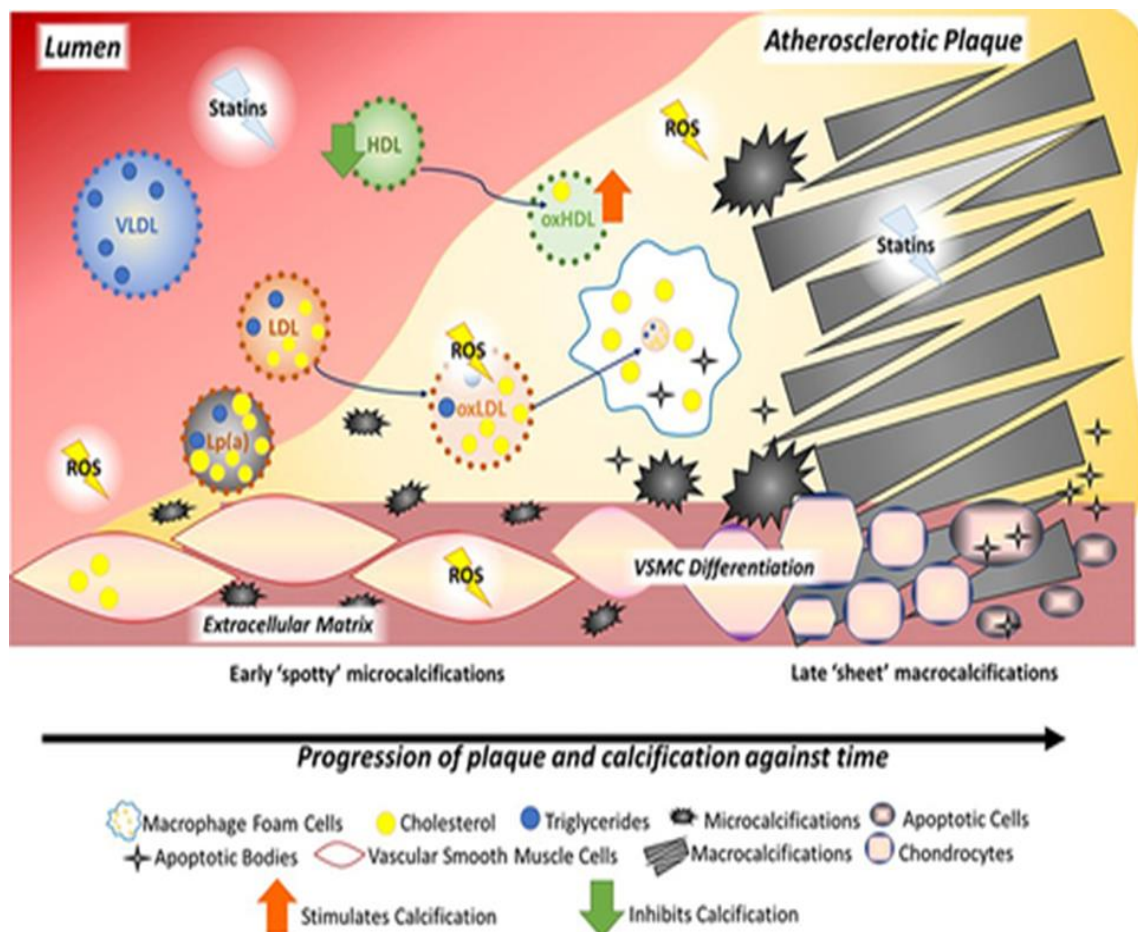 Lumen
Atherosclerotic Plaque
Statins
ROS
HDL
VLDL
oxHDL
Statins
LDL
ROS
oxLDL
Lp(a)
ROS
ROS
VSMC Differentiation
Extracellular Matrix
Early 'spotty' microcalcifications
Late 'sheet' macrocalcifications
Progression of plaque and calcification against time
Macrophage Foam Cells
Cholesterol
Triglycerides
Microcalcifications
Apoptotic Cells
Apoptotic Bodies
Vascular Smooth Muscle Cells
Macrocalcifications
Chondrocytes
Stimulates Calcification
Inhibits Calcification